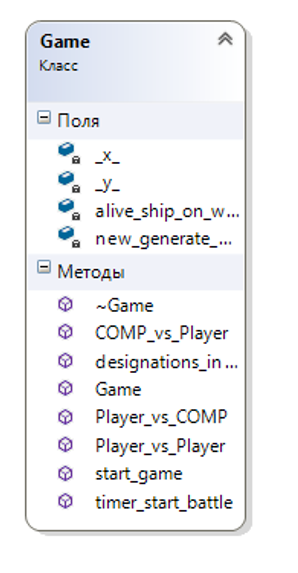 Game
Класс
Поля
_x_
_y_
alive_ship_on_w...
new_generate_...
Методы
~Game
COMP_vs_Player
designations_in ...
Game
Player_vs_COMP
Player_vs_Player
start_game
timer_start_battle